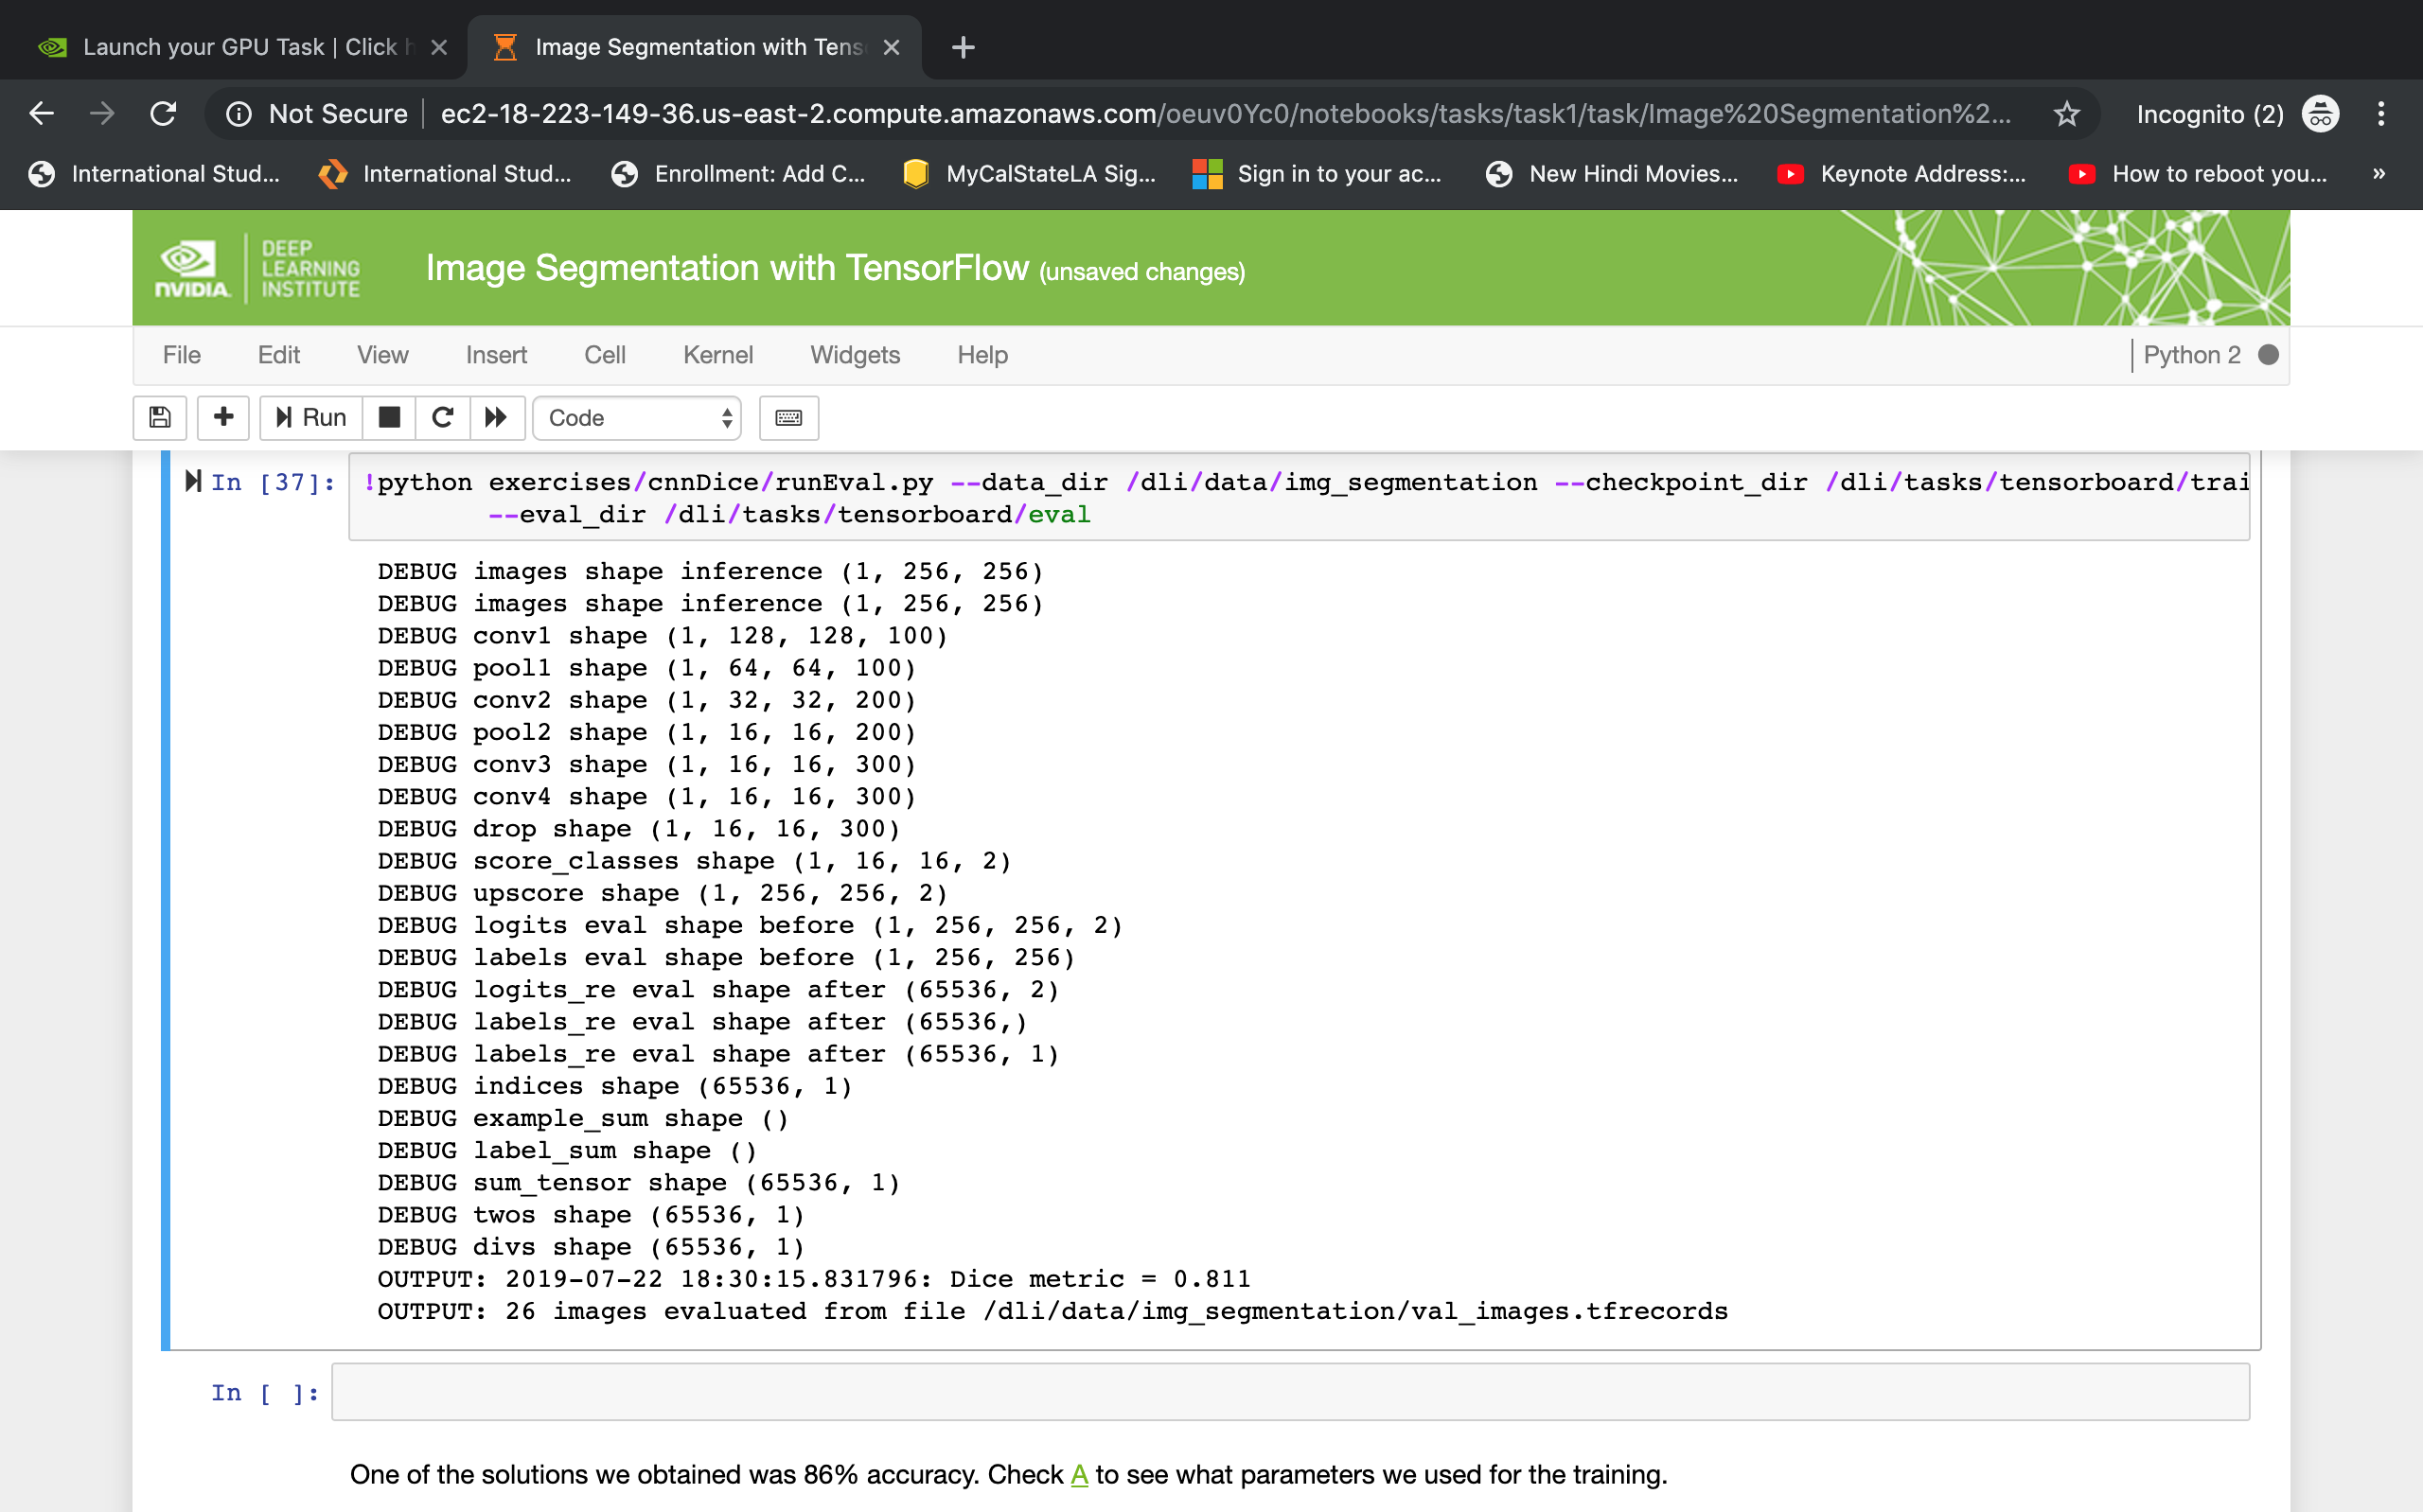 Launch your GPU Task | Click
Image Segmentation with Tens
Not Secure
ec2-18-223-149-36.us-east-2.compute.amazonaws.com/oeuv0Yc0/notebooks/tasks/task1/task/Image%20Segmentation%2...
Incognito (2)
International Stud...
International Stud...
Enrollment: Add C...
MyCalStateLA Sig...
Sign in to your ac...
New Hindi Movies...
Keynote Address:...
How to reboot you...
»
NVIDIA
DEEP
LEARNING
INSTITUTE
Image Segmentation with TensorFlow (unsaved changes)
File Edit View Insert Cell Kernel Widgets Help
Python 2
Run
Code
In [37]:
!python exercises/cnnDice/runEval.py --data_dir /dli/data/img_segmentation --checkpoint_dir /dli/tasks/tensorboard/trai
--eval_dir /dli/tasks/tensorboard/eval
DEBUG images shape inference (1, 256, 256)
DEBUG images shape inference (1, 256, 256)
DEBUG conv1 shape (1, 128, 128, 100)
DEBUG pool1 shape (1, 64, 64, 100)
DEBUG conv2 shape (1, 32, 32, 200)
DEBUG pool2 shape (1, 16, 16, 200)
DEBUG conv3 shape (1, 16, 16, 300)
DEBUG conv4 shape (1, 16, 16, 300)
DEBUG drop shape (1, 16, 16, 300)
DEBUG score_classes shape (1, 16, 16, 2)
DEBUG upscore shape (1, 256, 256, 2)
DEBUG logits eval shape before (1, 256, 256, 2)
DEBUG labels eval shape before (1, 256, 256)
DEBUG logits_re eval shape after (65536, 2)
DEBUG labels_re eval shape after (65536,)
DEBUG labels_re eval shape after (65536, 1)
DEBUG indices shape (65536, 1)
DEBUG example_sum shape ()
DEBUG label_sum shape ()
DEBUG sum_tensor shape (65536, 1)
DEBUG twos shape (65536, 1)
DEBUG divs shape (65536, 1)
OUTPUT: 2019-07-22 18:30:15.831796: Dice metric = 0.811
OUTPUT: 26 images evaluated from file /dli/data/img_segmentation/val_images.tfrecords
In [ ]:
One of the solutions we obtained was 86% accuracy. Check A to see what parameters we used for the training.